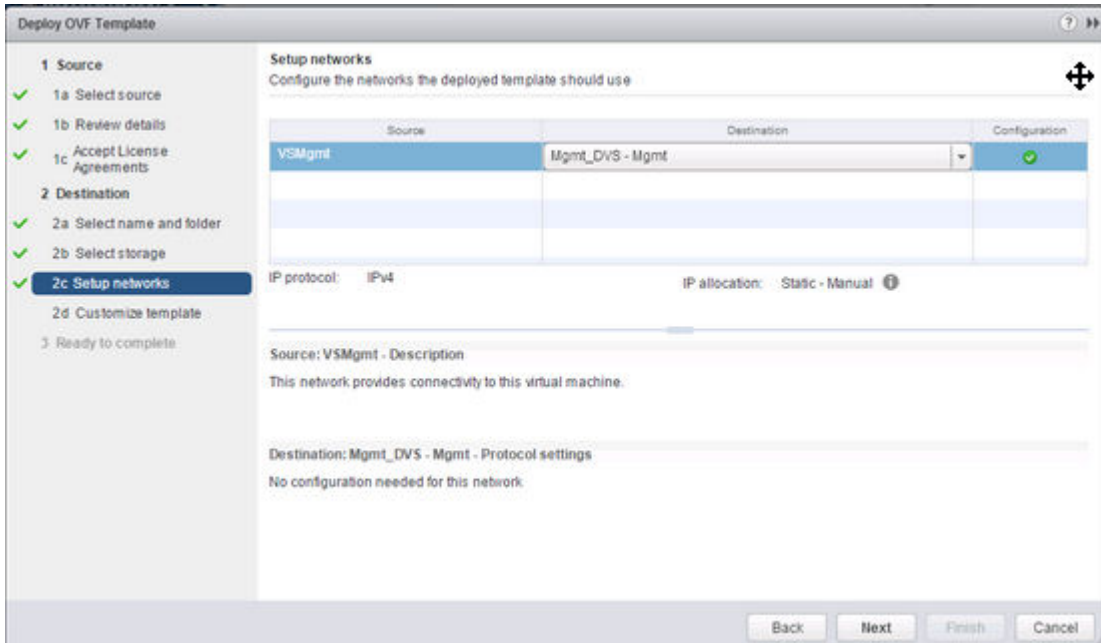 Deploy OVF Template
1 Source
1a Select source
1b Review details
1c Accept License
Agreements
2 Destination
2a Select name and folder
2b Select storage
2c Setup networks
2d Customize template
3 Ready to complete
Setup networks
Configure the networks the deployed template should use
Source Destination Configuration
VSMgmt Mgmt_DVS - Mgmt
IP protocol: IPv4 IP allocation: Static - Manual
Source: VSMgmt - Description
This network provides connectivity to this virtual machine.
Destination: Mgmt_DVS - Mgmt - Protocol settings
No configuration needed for this network
Back Next Finish Cancel